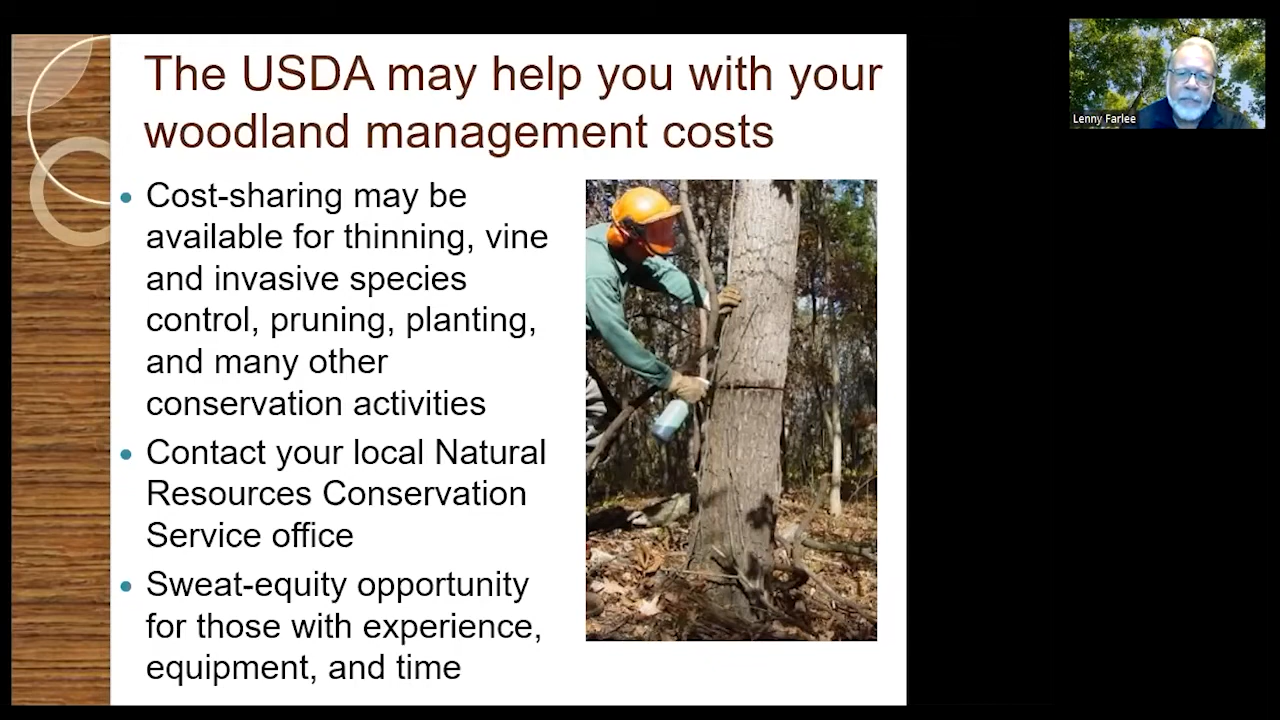 The USDA may help you with your
woodland management costs
• Cost-sharing may be
available for thinning, vine
and invasive species
control, pruning, planting,
and many other
conservation activities
• Contact your local Natural
Resources Conservation
Service office
• Sweat-equity opportunity
for those with experience,
equipment, and time
Lenny Farlee